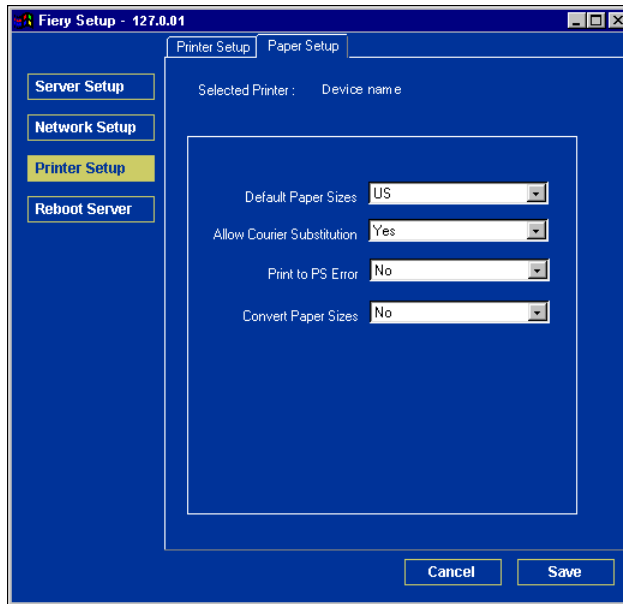 Fiery Setup - 127.0.01
Printer Setup
Paper Setup
Server Setup
Network Setup
Printer Setup
Reboot Server
Selected Printer : Device name
Default Paper Sizes US
Allow Courier Substitution Yes
Print to PS Error No
Convert Paper Sizes No
Cancel
Save